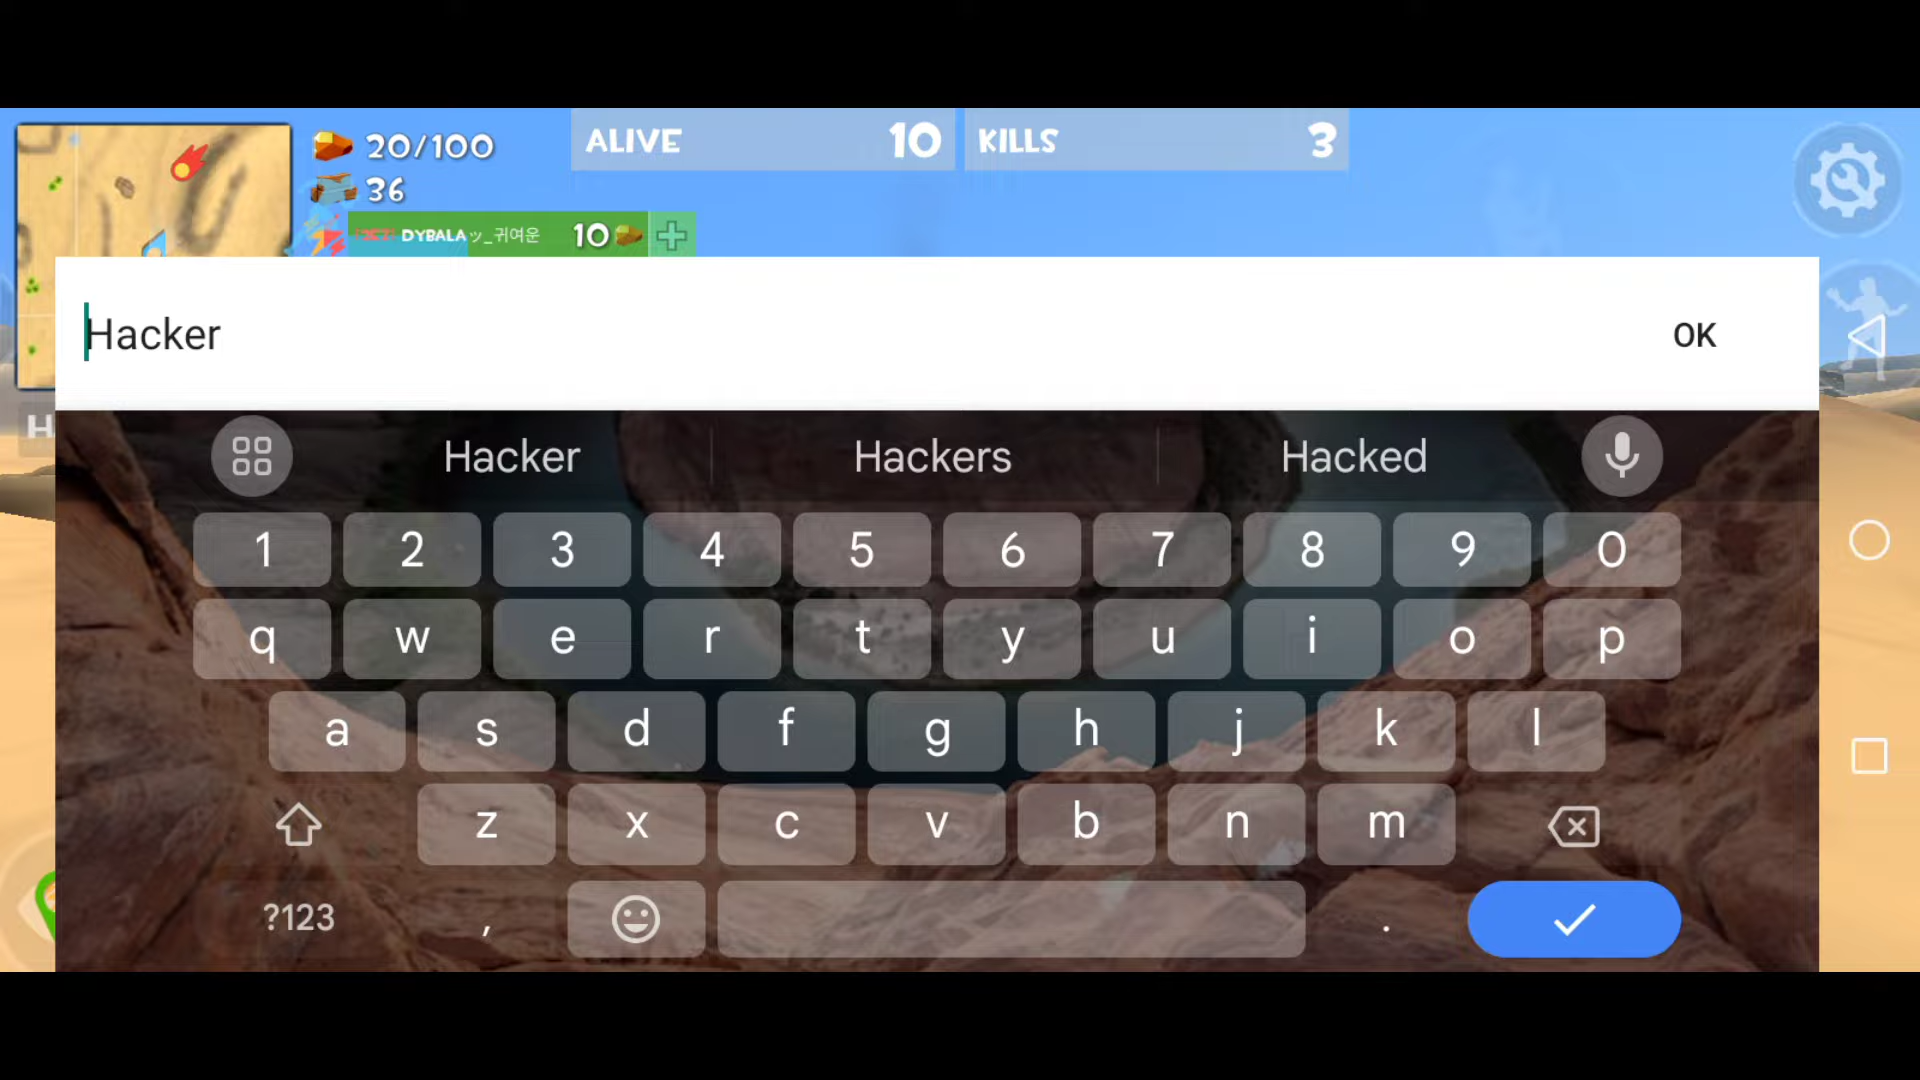 ALIVE 10 KILLS 3
20/100
36
DYBALAッ_귀여운 10
Hacker OK
H
Hacker Hackers Hacked
1 2 3 4 5 6 7 8 9 0
q w e r t y u i o p
a s d f g h j k l
z x c v b n m
?123 , .